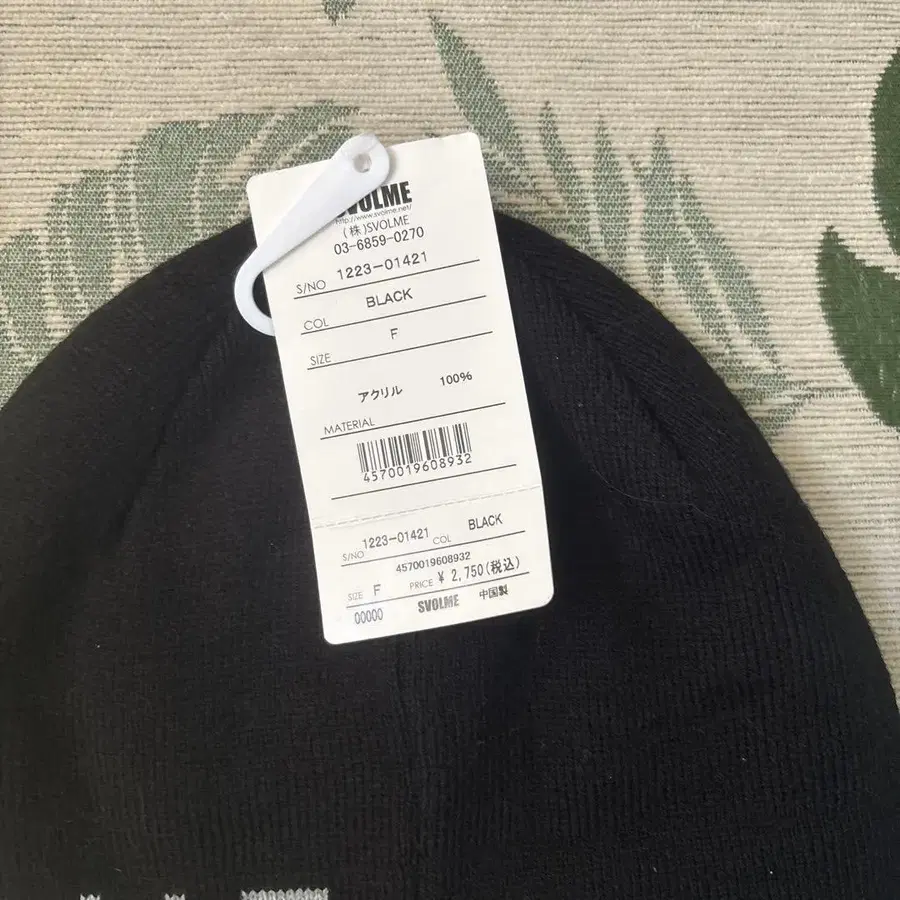 SVOLME
http://www.svolme.net/
(株)SVOLME
03-6859-0270
S/NO 1223-01421
COL BLACK
SIZE F
アクリル 100%
MATERIAL
4570019608932
S/NO 1223-01421 COL BLACK
4570019608932
SIZE F PRICE ¥ 2,750(税込)
00000 SVOLME 中国製